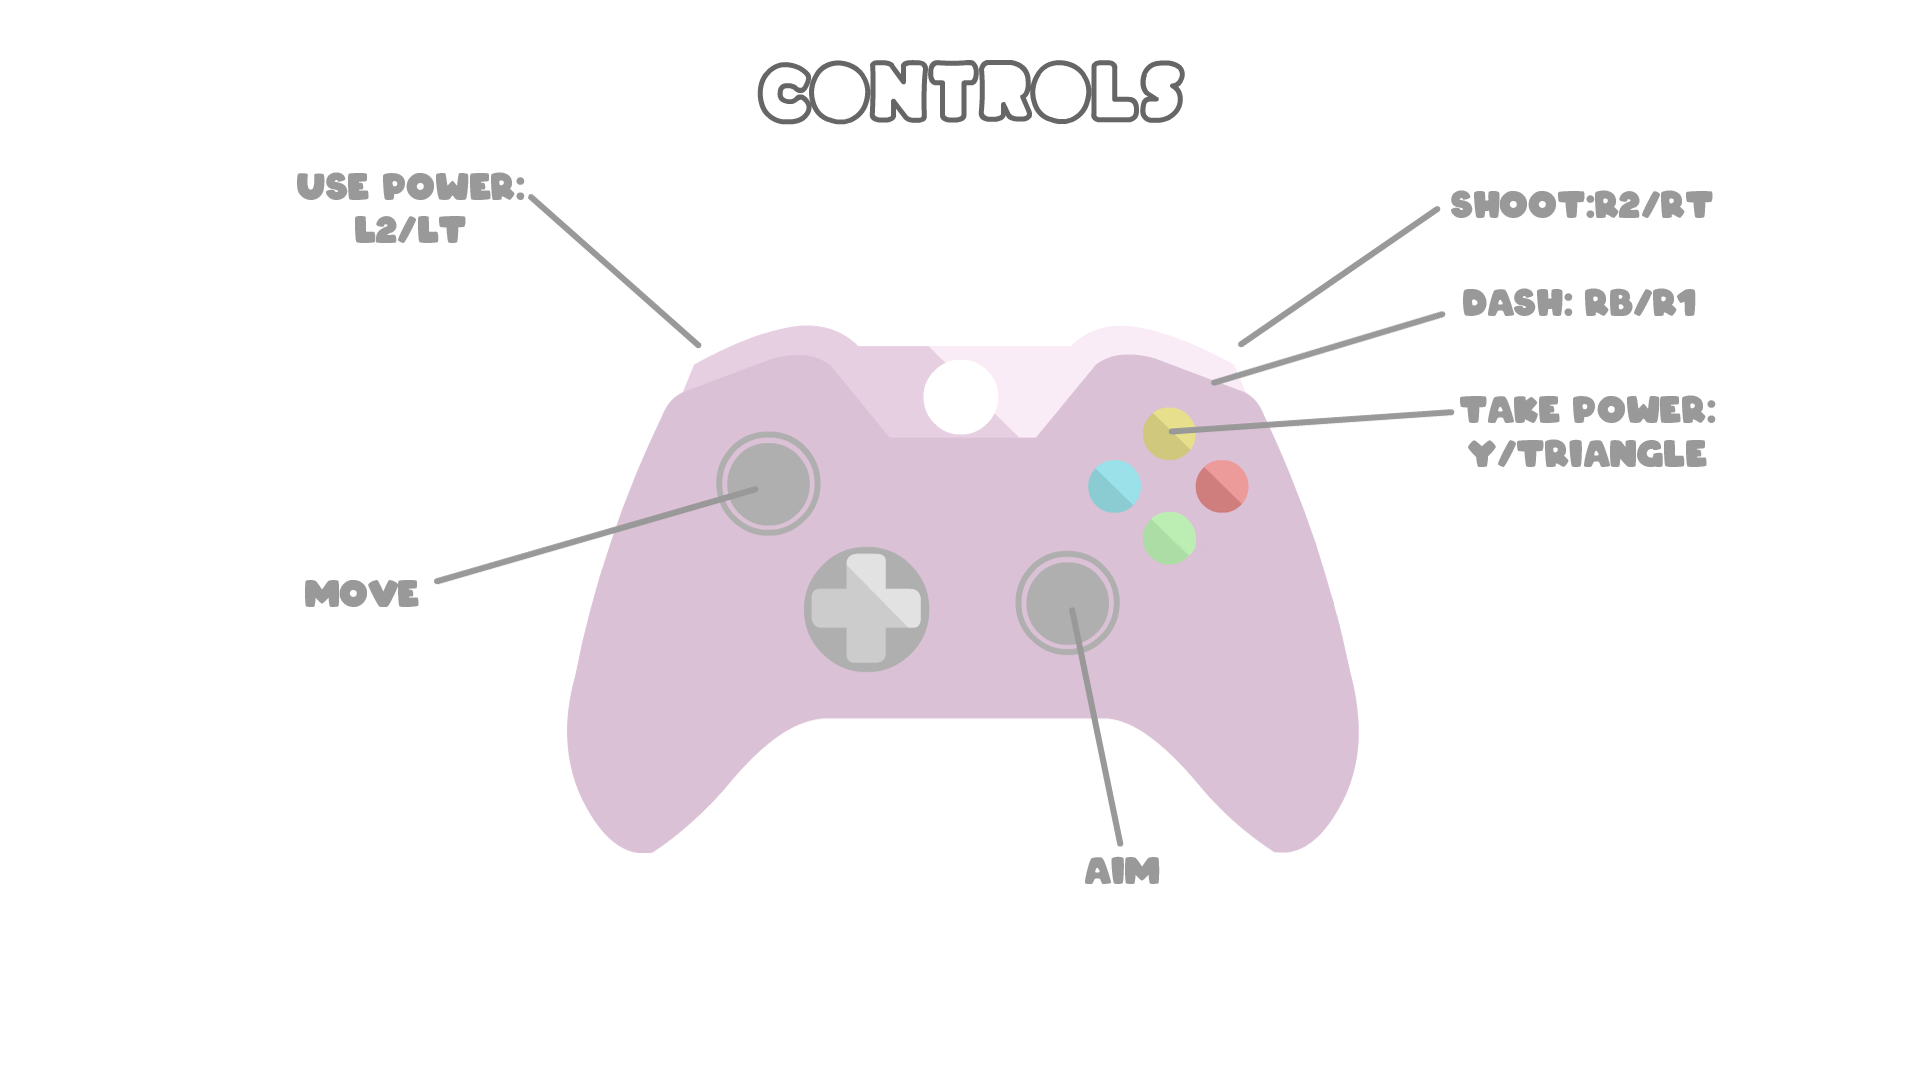 CONTROLS
USE POWER:
L2/LT
SHOOT:R2/RT
DASH: RB/R1
TAKE POWER:
Y/TRIANGLE
MOVE
AIM